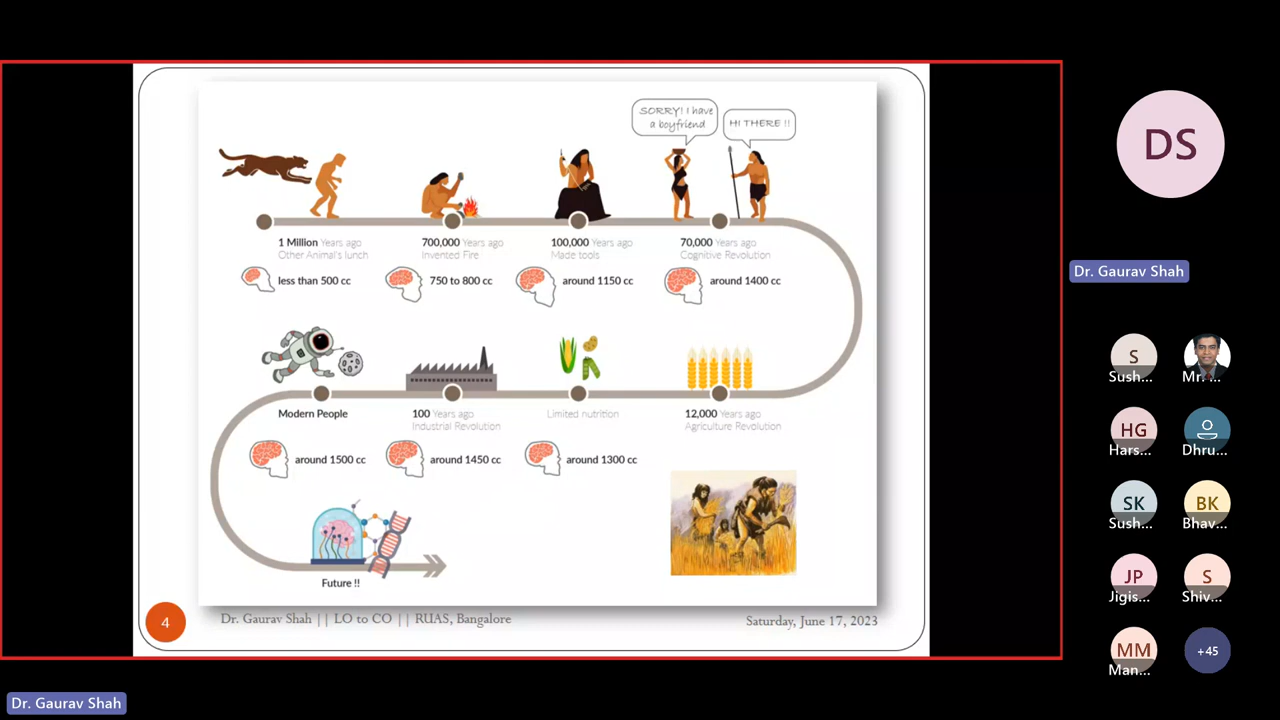 SORRY! I have
a boyfriend
HI THERE !!
1 Million Years ago
Other Animal's lunch
700,000 Years ago
Invented Fire
100,000 Years ago
Made tools
70,000 Years ago
Cognitive Revolution
less than 500 cc
750 to 800 cc
around 1150 cc
around 1400 cc
Modern People
100 Years ago
Industrial Revolution
Limited nutrition
12,000 Years ago
Agriculture Revolution
around 1500 cc
around 1450 cc
around 1300 cc
Future !!
4
Dr. Gaurav Shah || LO to CO || RUAS, Bangalore
Saturday, June 17, 2023
DS
Dr. Gaurav Shah
S
Sush...
Mr. ...
HG
Hars...
Dhru...
SK
Sush...
BK
Bhav...
JP
Jigis...
S
Shiv...
MM
Man...
+45
Dr. Gaurav Shah